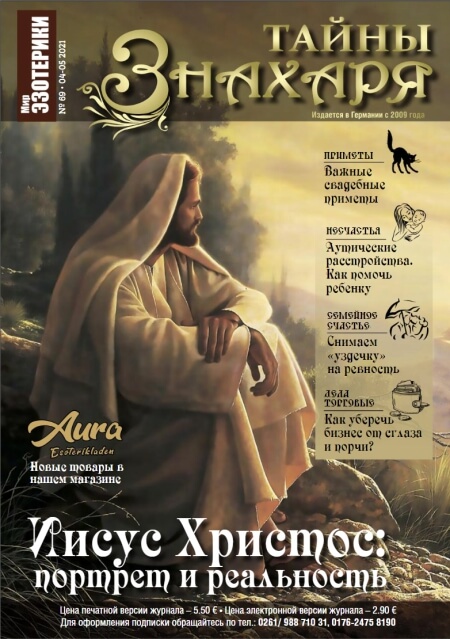 Мир
ЭЗОТЕРИКИ
№ 69 • 04-05 2021
ТАЙНЫ
ЗНАХАРЯ
Издается в Германии с 2009 года
ПРИМЕТЫ
Важные
свадебные
приметы
НЕСЧАСТЬЯ
Аутические
расстройства.
Как помочь
ребенку
СЕМЕЙНОЕ
СЧАСТЬЕ
Снимаем
«уздечку»
на ревность
ДЕЛА
ТОРГОВЫЕ
Как уберечь
бизнес от сглаза
и порчи?
Aura
Esoterikladen
Новые товары в
нашем магазине
Иисус Христос:
портрет и реальность
Цена печатной версии журнала – 5.50 € • Цена электронной версии журнала – 2.90 €
Для оформления подписки обращайтесь по тел.: 0261/ 988 710 31, 0176-2475 8190